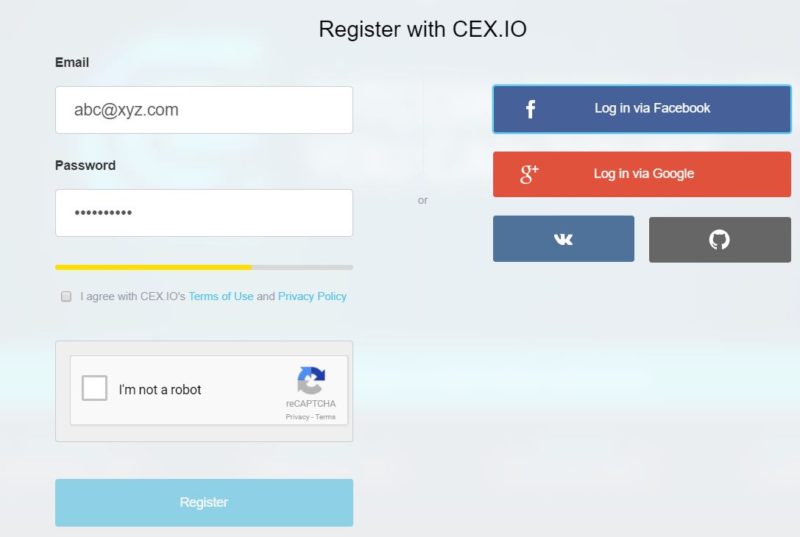 Register with CEX.IO
Email
abc@xyz.com
Password
••••••••••
I agree with CEX.IO's Terms of Use and Privacy Policy
I'm not a robot
reCAPTCHA
Privacy - Terms
Register
or
f Log in via Facebook
g+ Log in via Google